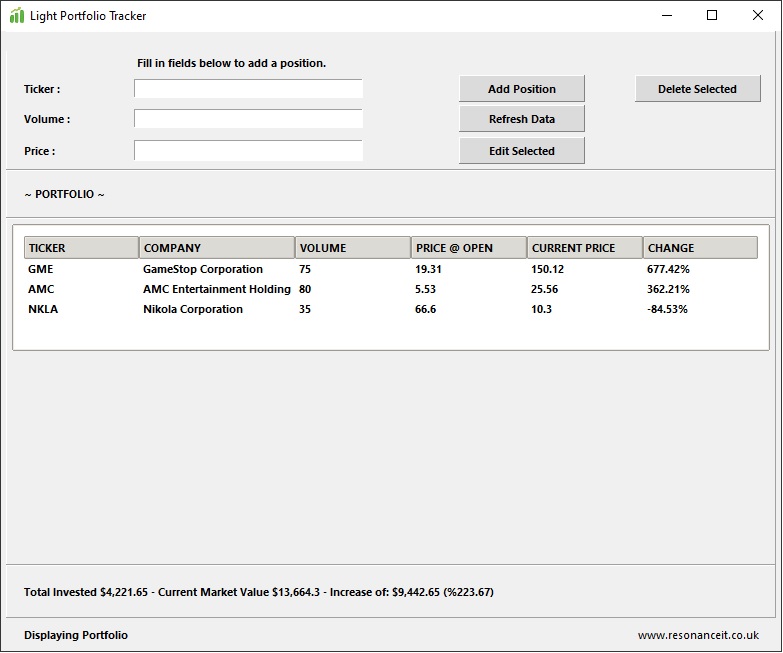 Light Portfolio Tracker
Fill in fields below to add a position.
Ticker :
Add Position
Delete Selected
Volume :
Refresh Data
Price :
Edit Selected
~ PORTFOLIO ~
TICKER COMPANY VOLUME PRICE @ OPEN CURRENT PRICE CHANGE
GME GameStop Corporation 75 19.31 150.12 677.42%
AMC AMC Entertainment Holding 80 5.53 25.56 362.21%
NKLA Nikola Corporation 35 66.6 10.3 -84.53%
Total Invested $4,221.65 - Current Market Value $13,664.3 - Increase of: $9,442.65 (%223.67)
Displaying Portfolio
www.resonanceit.co.uk